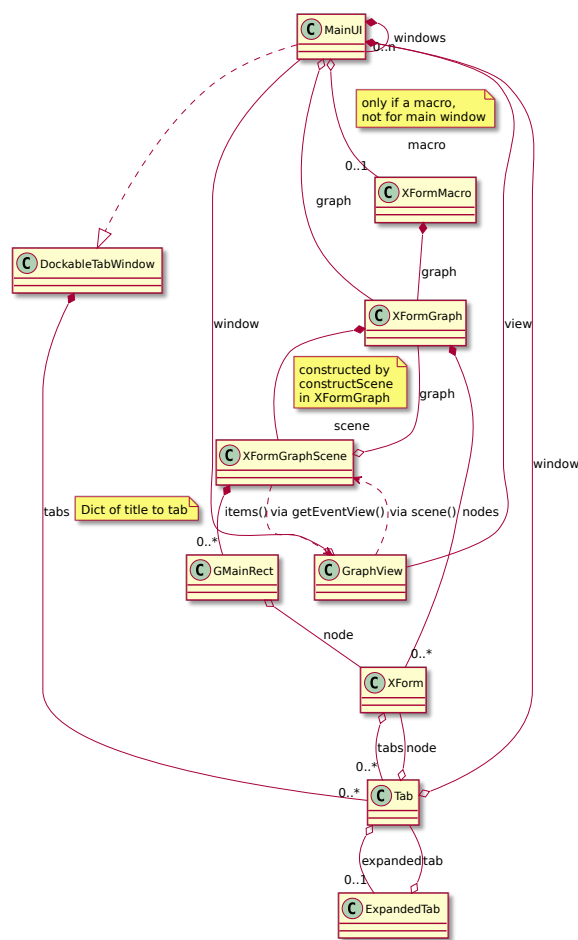 C MainUI
windows
0..n
only if a macro,
not for main window
macro
0..1
C XFormMacro
graph
graph
C DockableTabWindow
C XFormGraph
window
view
constructed by
constructScene
in XFormGraph
graph
scene
C XFormGraphScene
window
tabs
Dict of title to tab
items()
via getEventView()
via scene()
nodes
0..*
C GMainRect
C GraphView
node
0..*
C XForm
tabs
node
0..*
0..*
C Tab
expanded
tab
0..1
C ExpandedTab